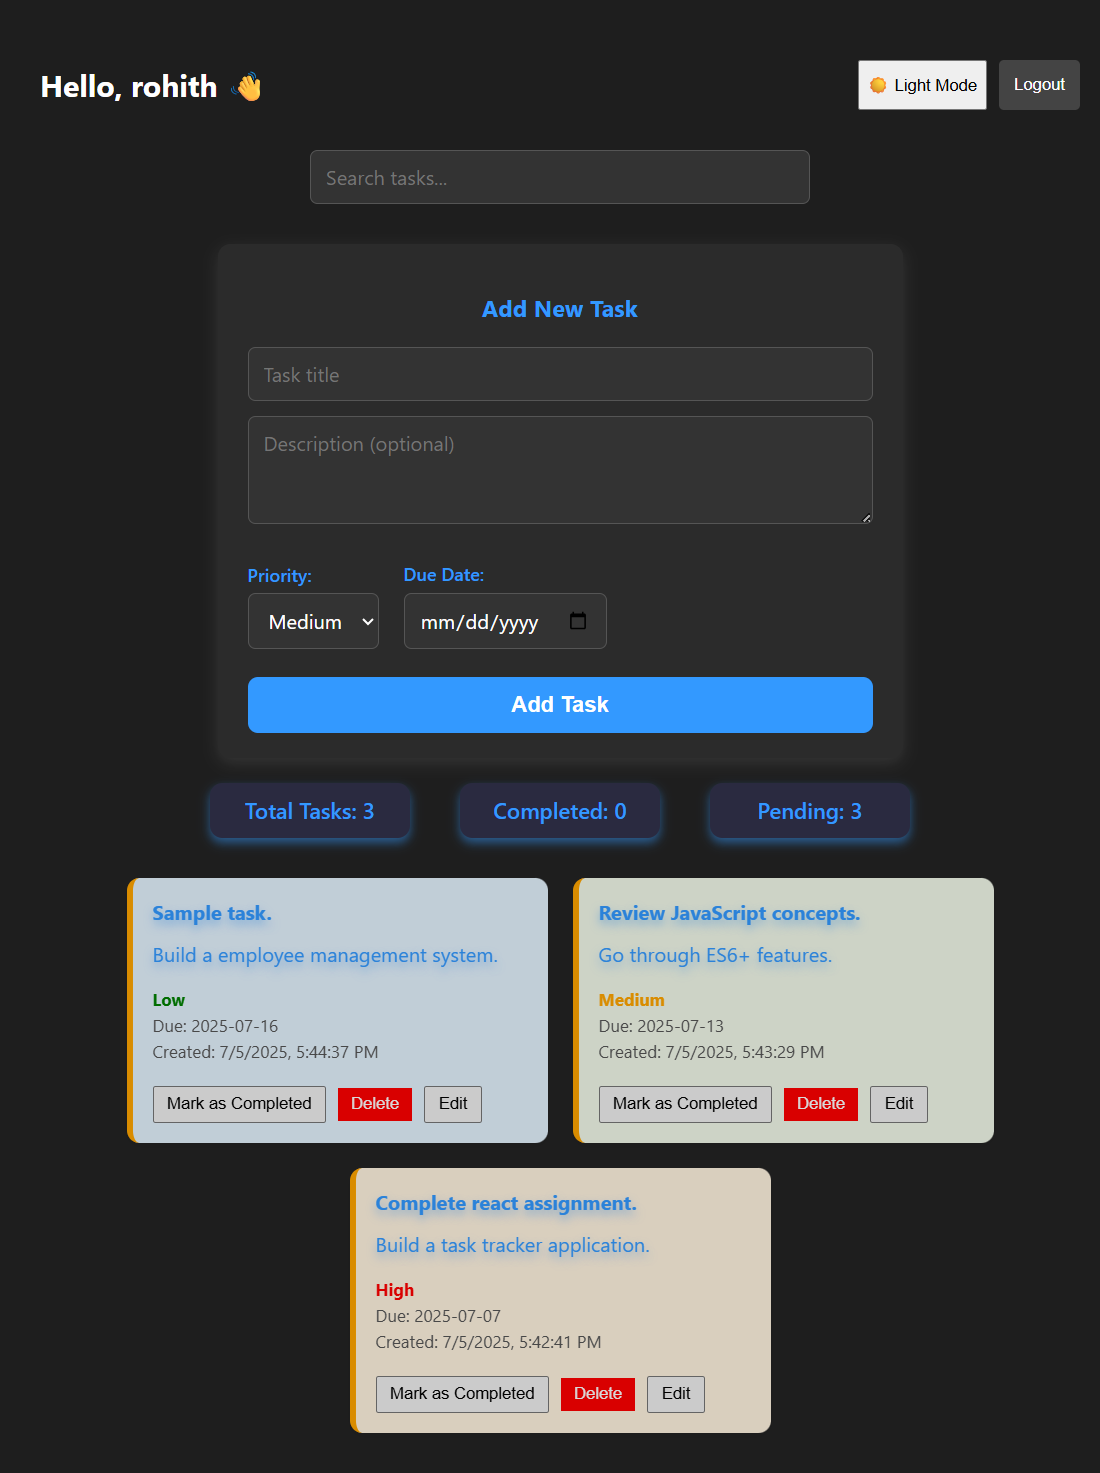 Hello, rohith 👋
☀️ Light Mode
Logout
Search tasks...
Add New Task
Task title
Description (optional)
Priority:
Due Date:
Medium
mm/dd/yyyy
Add Task
Total Tasks: 3
Completed: 0
Pending: 3
Sample task.
Build a employee management system.
Low
Due: 2025-07-16
Created: 7/5/2025, 5:44:37 PM
Mark as Completed
Delete
Edit
Review JavaScript concepts.
Go through ES6+ features.
Medium
Due: 2025-07-13
Created: 7/5/2025, 5:43:29 PM
Mark as Completed
Delete
Edit
Complete react assignment.
Build a task tracker application.
High
Due: 2025-07-07
Created: 7/5/2025, 5:42:41 PM
Mark as Completed
Delete
Edit